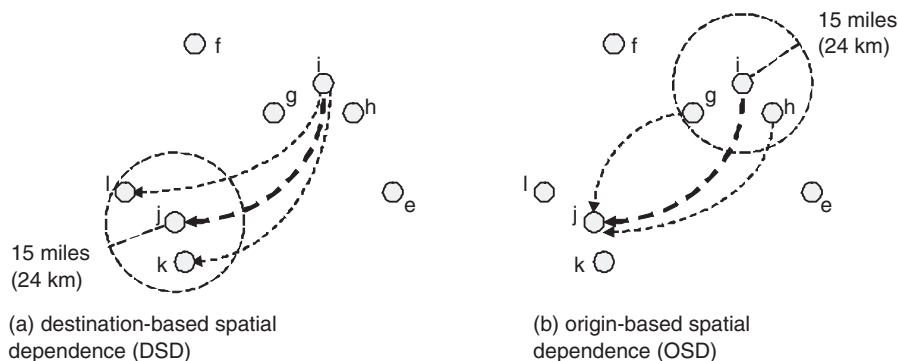 f
i
g
h
l
j
e
k
15 miles
(24 km)
(a) destination-based spatial
dependence (DSD)
15 miles
(24 km)
f
i
g
h
l
j
e
k
(b) origin-based spatial
dependence (OSD)